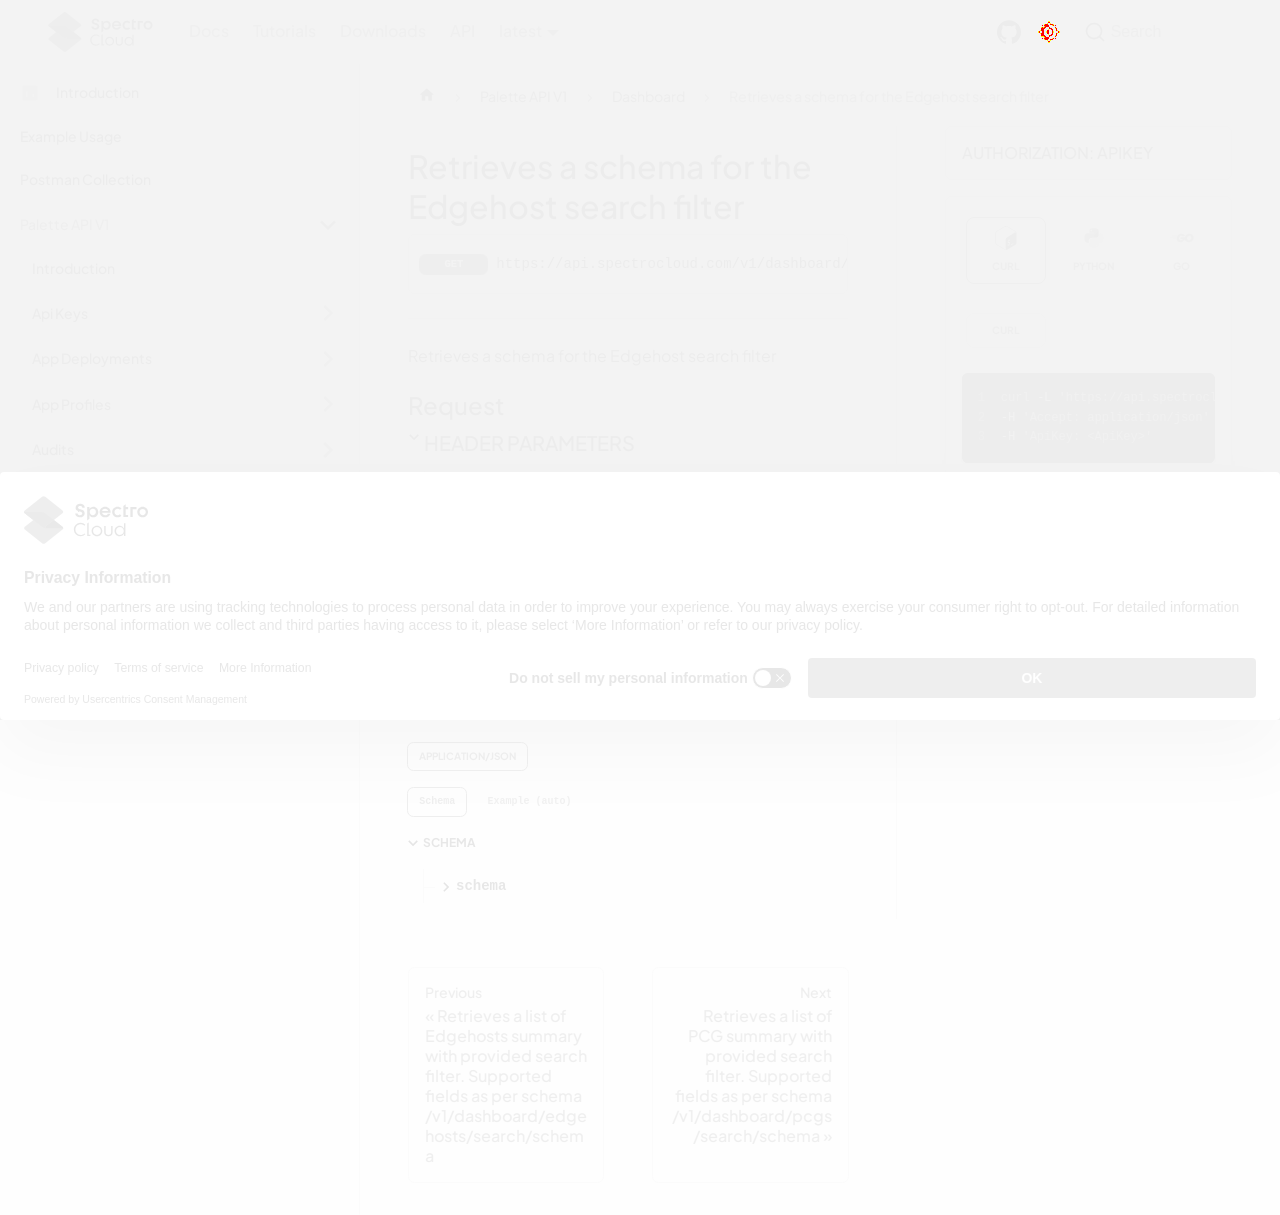 Spectro
Cloud
Docs Tutorials Downloads API latest
Search
Introduction
Palette API V1 Dashboard Retrieves a schema for the Edgehost search filter
Example Usage
Postman Collection
Palette API V1
Introduction
Api Keys
App Deployments
App Profiles
Audits
Retrieves a schema for the
Edgehost search filter
GET https://api.spectrocloud.com/v1/dashboard/
Retrieves a schema for the Edgehost search filter
Request
HEADER PARAMETERS
AUTHORIZATION: APIKEY
CURL PYTHON GO
CURL
Spectro
Cloud
Privacy Information
We and our partners are using tracking technologies to process personal data in order to improve your experience. You may always exercise your consumer right to opt-out. For detailed information
about personal information we collect and third parties having access to it, please select 'More Information' or refer to our privacy policy.
Privacy policy Terms of service More Information
Powered by Usercentrics Consent Management
Do not sell my personal information
OK
APPLICATION/JSON
Schema Example (auto)
SCHEMA
schema
Previous
« Retrieves a list of
Edgehosts summary
with provided search
filter. Supported
fields as per schema
/v1/dashboard/edge
hosts/search/schem
a
Next
Retrieves a list of
PCG summary with
provided search
filter. Supported
fields as per schema
/v1/dashboard/pcgs
/search/schema »